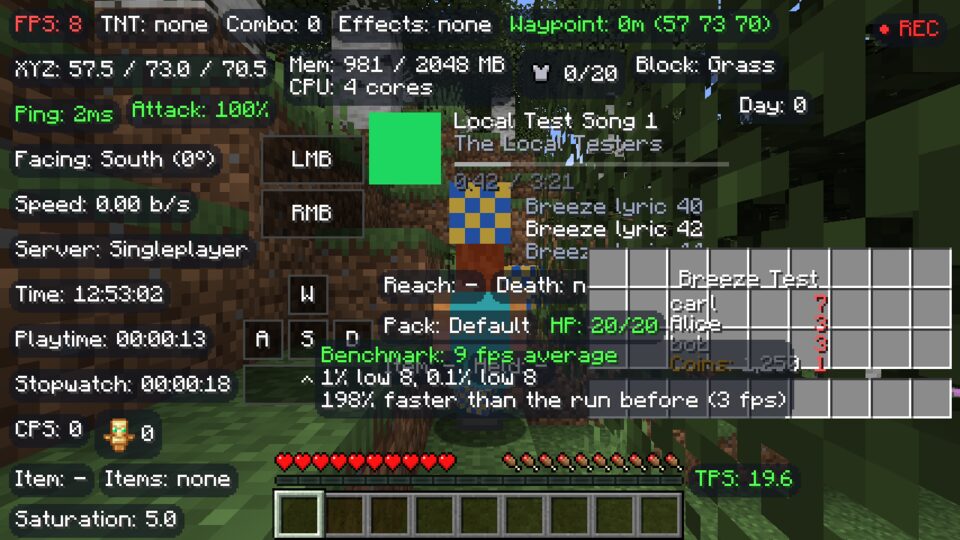 FPS: 8 TNT: none Combo: 0 Effects: none Waypoint: 0m (57 73 70) REC
XYZ: 57.5 / 73.0 / 70.5 Mem: 981 / 2048 MB 0/20 Block: Grass
CPU: 4 cores
Ping: 2ms Attack: 100% Day: 0
Local Test Song 1
The Local Testers
Facing: South (0°) LMB
0:42 / 3:21
Speed: 0.00 b/s RMB
Breeze lyric 40
Breeze lyric 42
Breeze
Server: Singleplayer
Breeze Test
Reach: - Death: n
Time: 12:53:02 W
carl 7
Alice 3
Pack: Default HP: 20/20
bob 3
Playtime: 00:00:13 A S D
Coins: 1,250 1
Benchmark: 9 fps average
Stopwatch: 00:00:18 ^ 1% low 8, 0.1% low 8
198% faster than the run before (3 fps)
CPS: 0 0
Item: - Items: none TPS: 19.6
Saturation: 5.0